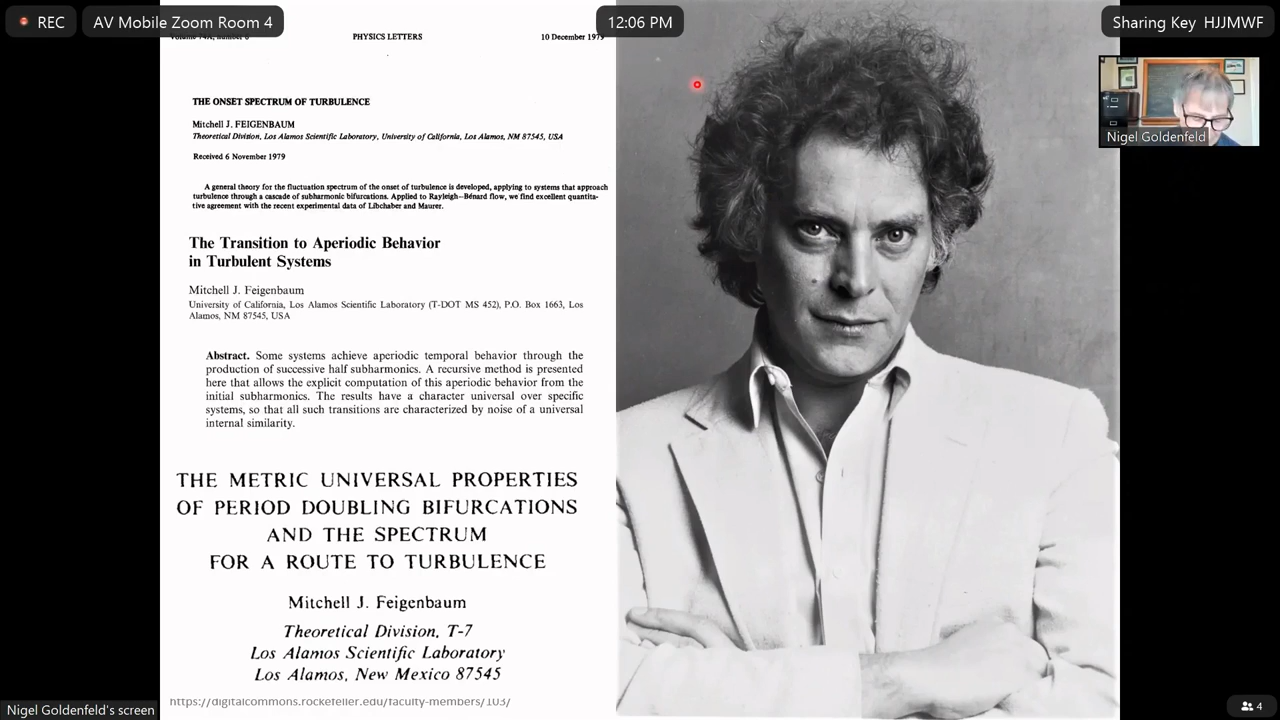 REC
AV Mobile Zoom Room 4
12:06 PM
Sharing Key HJJMWF
PHYSICS LETTERS
10 December 1979
THE ONSET SPECTRUM OF TURBULENCE
Mitchell J. FEIGENBAUM
Theoretical Division, Los Alamos Scientific Laboratory, University of California, Los Alamos, NM 87545, USA
Received 6 November 1979
A general theory for the fluctuation spectrum of the onset of turbulence is developed, applying to systems that approach
turbulence through a cascade of subharmonic bifurcations. Applied to Rayleigh–Bénard flow, we find excellent quantita-
tive agreement with the recent experimental data of Libchaber and Maurer.
The Transition to Aperiodic Behavior
in Turbulent Systems
Mitchell J. Feigenbaum
University of California, Los Alamos Scientific Laboratory (T-DOT MS 452), P.O. Box 1663, Los
Alamos, NM 87545, USA
Abstract. Some systems achieve aperiodic temporal behavior through the
production of successive half subharmonics. A recursive method is presented
here that allows the explicit computation of this aperiodic behavior from the
initial subharmonics. The results have a character universal over specific
systems, so that all such transitions are characterized by noise of a universal
internal similarity.
THE METRIC UNIVERSAL PROPERTIES
OF PERIOD DOUBLING BIFURCATIONS
AND THE SPECTRUM
FOR A ROUTE TO TURBULENCE
Mitchell J. Feigenbaum
Theoretical Division, T-7
Los Alamos Scientific Laboratory
Los Alamos, New Mexico 87545
https://digitalcommons.rockefeller.edu/faculty-members/103/
Nigel Goldenfeld
Nigel Goldenfeld's screen
4